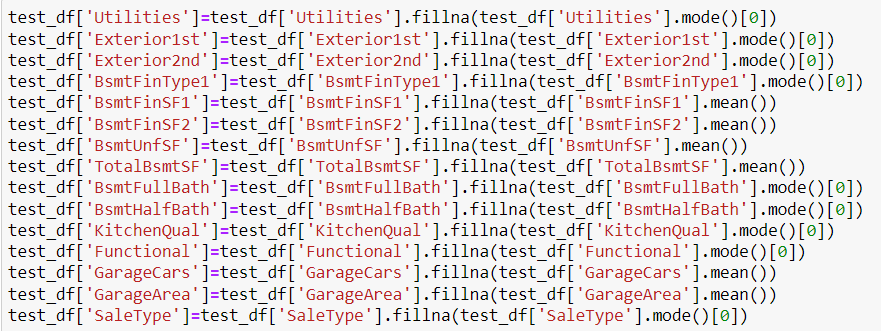 test_df['Utilities']=test_df['Utilities'].fillna(test_df['Utilities'].mode()[0])
test_df['Exterior1st']=test_df['Exterior1st'].fillna(test_df['Exterior1st'].mode()[0])
test_df['Exterior2nd']=test_df['Exterior2nd'].fillna(test_df['Exterior2nd'].mode()[0])
test_df['BsmtFinType1']=test_df['BsmtFinType1'].fillna(test_df['BsmtFinType1'].mode()[0])
test_df['BsmtFinSF1']=test_df['BsmtFinSF1'].fillna(test_df['BsmtFinSF1'].mean())
test_df['BsmtFinSF2']=test_df['BsmtFinSF2'].fillna(test_df['BsmtFinSF2'].mean())
test_df['BsmtUnfSF']=test_df['BsmtUnfSF'].fillna(test_df['BsmtUnfSF'].mean())
test_df['TotalBsmtSF']=test_df['TotalBsmtSF'].fillna(test_df['TotalBsmtSF'].mean())
test_df['BsmtFullBath']=test_df['BsmtFullBath'].fillna(test_df['BsmtFullBath'].mode()[0])
test_df['BsmtHalfBath']=test_df['BsmtHalfBath'].fillna(test_df['BsmtHalfBath'].mode()[0])
test_df['KitchenQual']=test_df['KitchenQual'].fillna(test_df['KitchenQual'].mode()[0])
test_df['Functional']=test_df['Functional'].fillna(test_df['Functional'].mode()[0])
test_df['GarageCars']=test_df['GarageCars'].fillna(test_df['GarageCars'].mean())
test_df['GarageArea']=test_df['GarageArea'].fillna(test_df['GarageArea'].mean())
test_df['SaleType']=test_df['SaleType'].fillna(test_df['SaleType'].mode()[0])